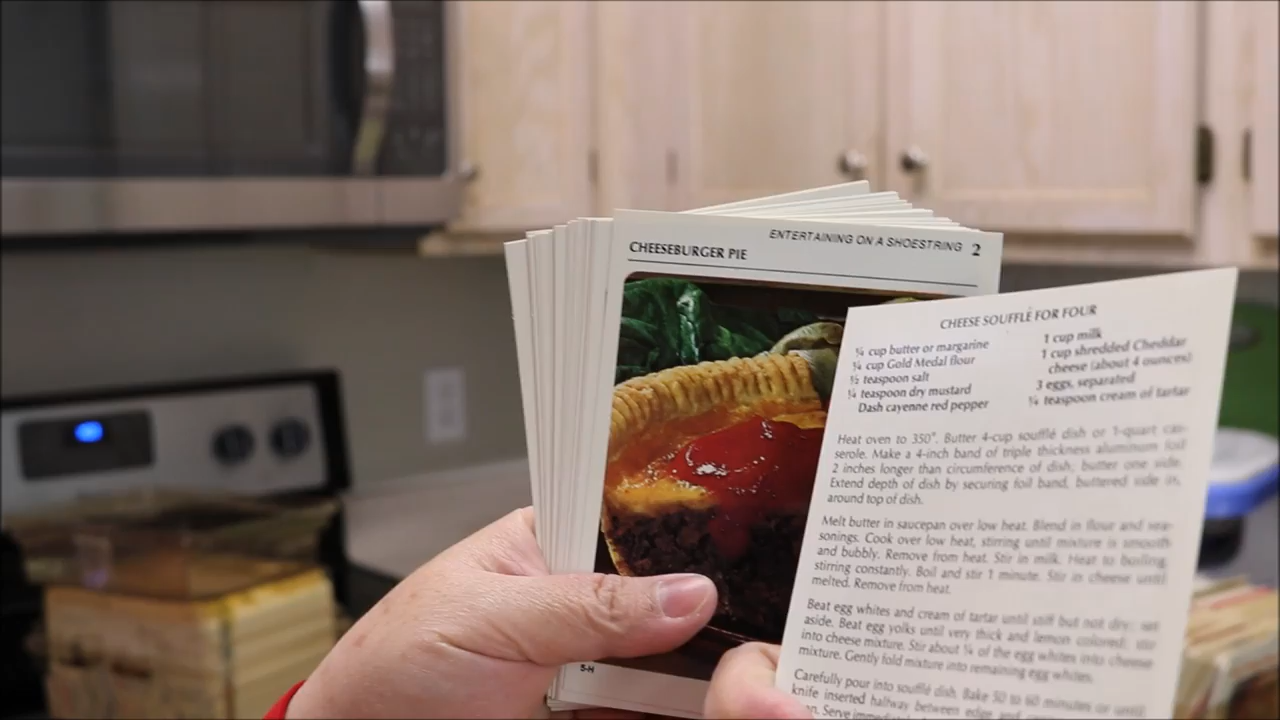 ENTERTAINING ON A SHOESTRING 2
CHEESEBURGER PIE
5-H
CHEESE SOUFFLÉ FOR FOUR
¼ cup butter or margarine
¼ cup Gold Medal flour
½ teaspoon salt
¼ teaspoon dry mustard
Dash cayenne red pepper
1 cup milk
1 cup shredded Cheddar
cheese (about 4 ounces)
3 eggs, separated
¼ teaspoon cream of tartar
Heat oven to 350°. Butter 4-cup soufflé dish or 1-quart cas-
serole. Make a 4-inch band of triple thickness aluminum foil
2 inches longer than circumference of dish; butter one side.
Extend depth of dish by securing foil band, buttered side in,
around top of dish.
Melt butter in saucepan over low heat. Blend in flour and sea-
sonings. Cook over low heat, stirring until mixture is smooth
and bubbly. Remove from heat. Stir in milk. Heat to boiling,
stirring constantly. Boil and stir 1 minute. Stir in cheese until
melted. Remove from heat.
Beat egg whites and cream of tartar until stiff but not dry; set
aside. Beat egg yolks until very thick and lemon colored; stir
into cheese mixture. Stir about ¼ of the egg whites into cheese
mixture. Gently fold mixture into remaining egg whites.
Carefully pour into soufflé dish. Bake 50 to 60 minutes or until
knife inserted halfway between edge and
Serve